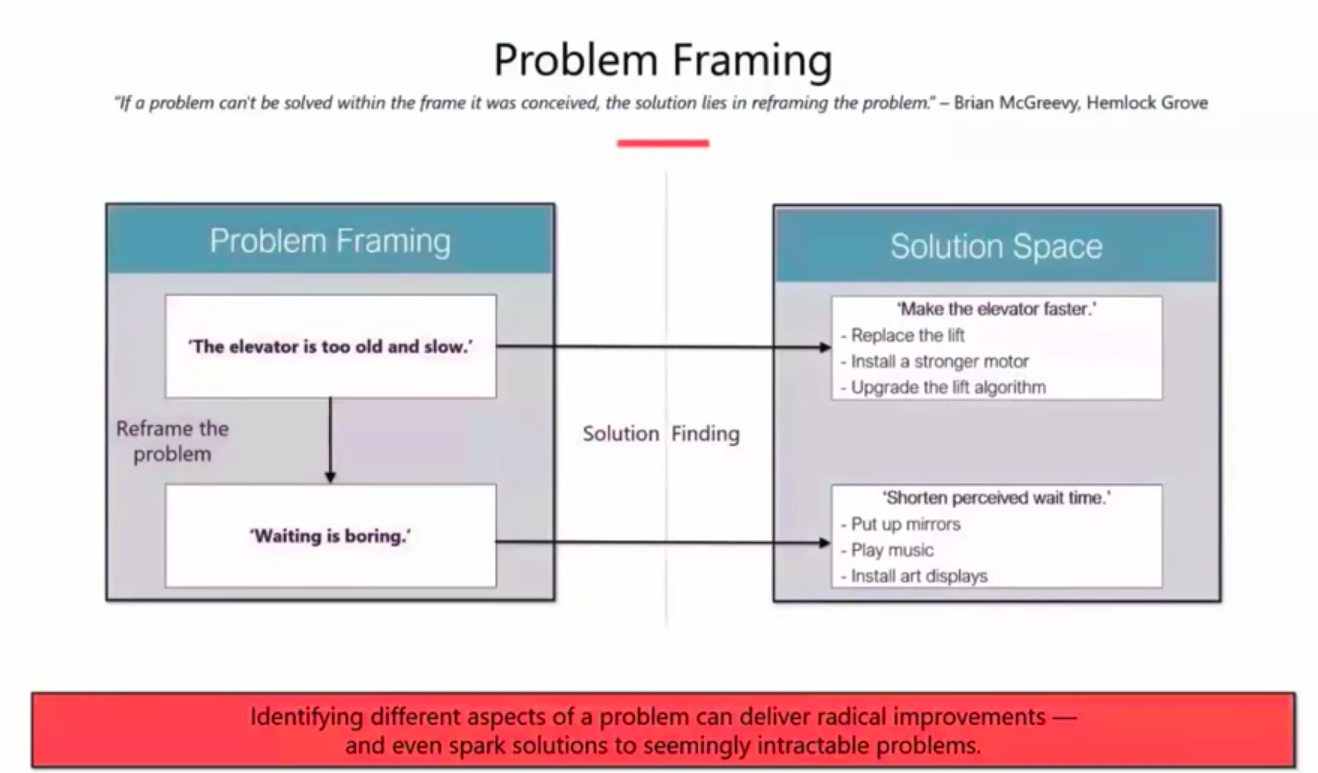 Problem Framing
"If a problem can't be solved within the frame it was conceived, the solution lies in reframing the problem." – Brian McGreevy, Hemlock Grove
Problem Framing
'The elevator is too old and slow.'
Reframe the
problem
'Waiting is boring.'
Solution Finding
Solution Space
'Make the elevator faster.'
- Replace the lift
- Install a stronger motor
- Upgrade the lift algorithm
'Shorten perceived wait time.'
- Put up mirrors
- Play music
- Install art displays
Identifying different aspects of a problem can deliver radical improvements —
and even spark solutions to seemingly intractable problems.